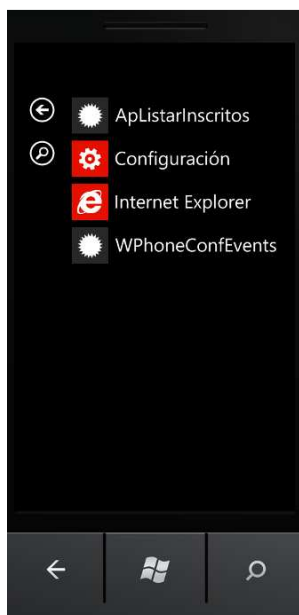 ApListarInscritos
Configuración
Internet Explorer
WPhoneConfEvents